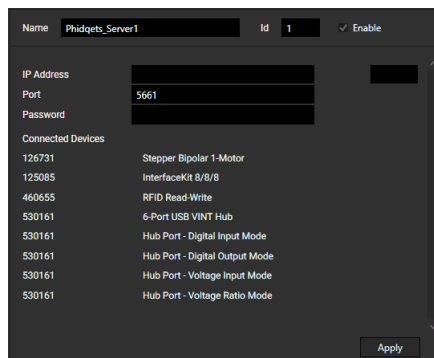 Name Phidgets_Server1 Id 1 Enable
IP Address
Port 5661
Password
Connected Devices
126731 Stepper Bipolar 1-Motor
125085 InterfaceKit 8/8/8
460655 RFID Read-Write
530161 6-Port USB VINT Hub
530161 Hub Port - Digital Input Mode
530161 Hub Port - Digital Output Mode
530161 Hub Port - Voltage Input Mode
530161 Hub Port - Voltage Ratio Mode
Apply